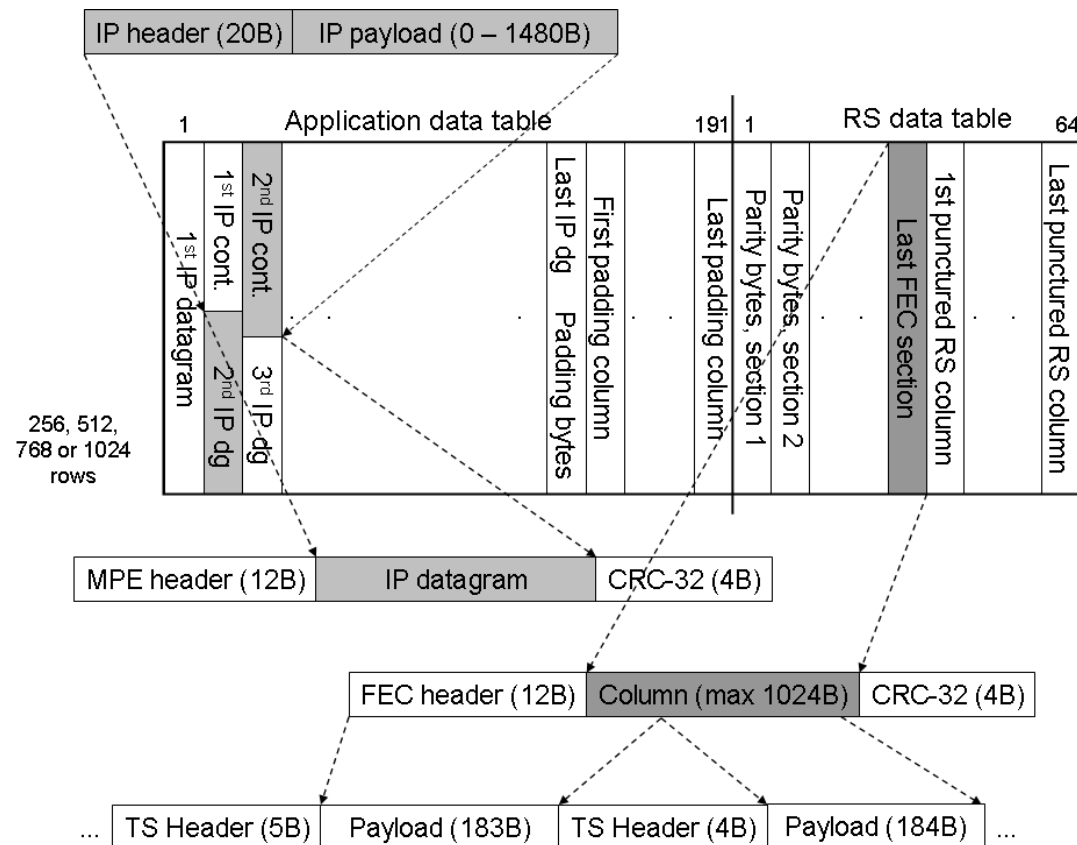 IP header (20B) IP payload (0 – 1480B)
1 Application data table 191 1 RS data table 64
1st IP datagram
1st IP cont.
2nd IP dg
2nd IP cont.
3rd IP dg
. .
Last IP dg Padding bytes
First padding column
. .
Last padding column
Parity bytes, section 1
Parity bytes, section 2
. .
Last FEC section
1st punctured RS column
. .
Last punctured RS column
256, 512,
768 or 1024
rows
MPE header (12B) IP datagram CRC-32 (4B)
FEC header (12B) Column (max 1024B) CRC-32 (4B)
... TS Header (5B) Payload (183B) TS Header (4B) Payload (184B) ...